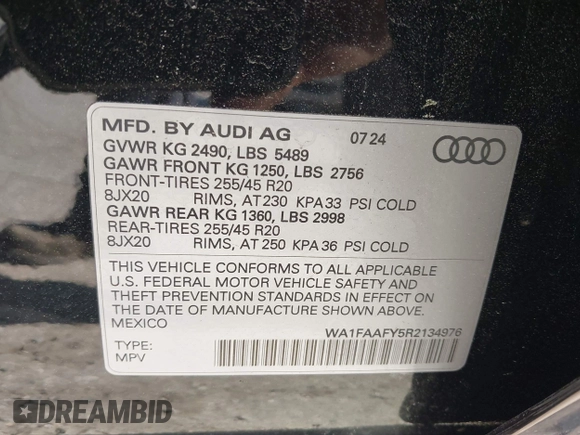 MFD. BY AUDI AG 07 24
GVWR KG 2490, LBS 5489
GAWR FRONT KG 1250, LBS 2756
FRONT-TIRES 255/45 R20
8JX20 RIMS, AT 230 KPA 33 PSI COLD
GAWR REAR KG 1360, LBS 2998
REAR-TIRES 255/45 R20
8JX20 RIMS, AT 250 KPA 36 PSI COLD
THIS VEHICLE CONFORMS TO ALL APPLICABLE
U.S. FEDERAL MOTOR VEHICLE SAFETY AND
THEFT PREVENTION STANDARDS IN EFFECT ON
THE DATE OF MANUFACTURE SHOWN ABOVE.
MEXICO
WA1FAAFY5R2134976
TYPE:
MPV
DREAMBID